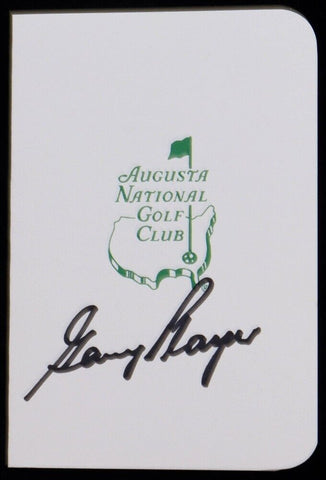 AUGUSTA
NATIONAL
GOLF
CLUB
Gary Player